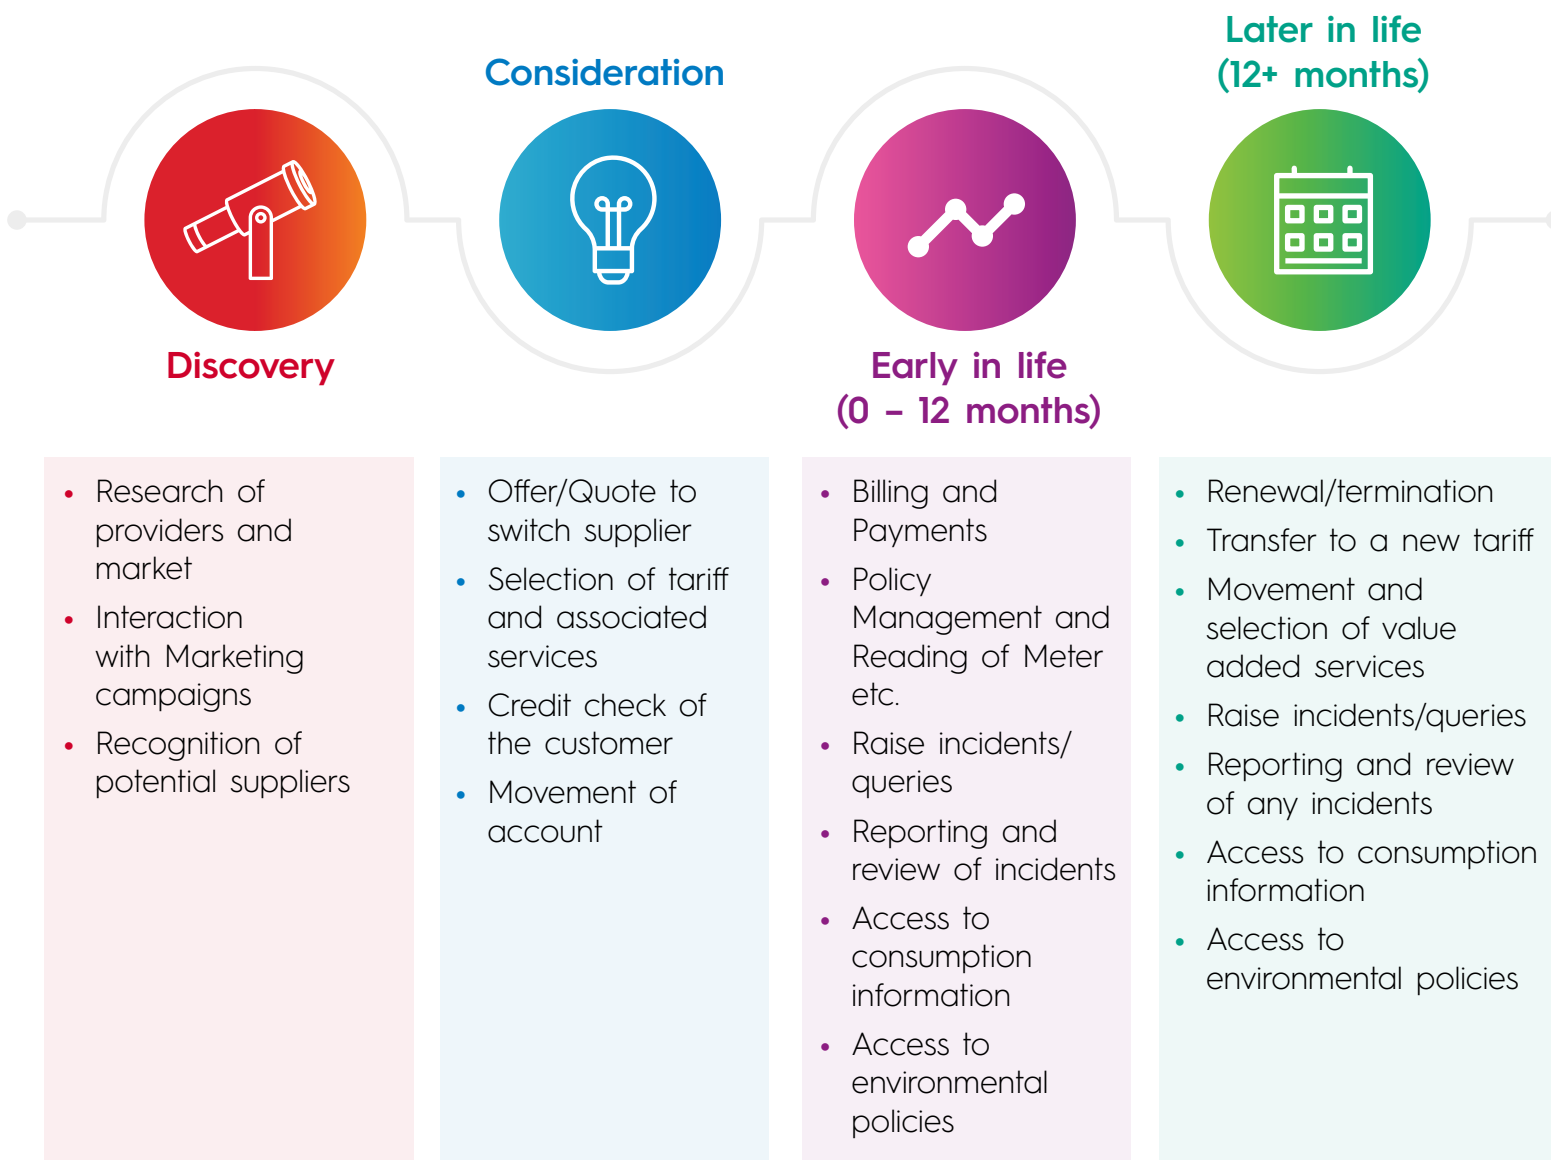 Discovery
• Research of
providers and
market
• Interaction
with Marketing
campaigns
• Recognition of
potential suppliers
Consideration
• Offer/Quote to
switch supplier
• Selection of tariff
and associated
services
• Credit check of
the customer
• Movement of
account
Early in life
(0 – 12 months)
• Billing and
Payments
• Policy
Management and
Reading of Meter
etc.
• Raise incidents/
queries
• Reporting and
review of incidents
• Access to
consumption
information
• Access to
environmental
policies
Later in life
(12+ months)
• Renewal/termination
• Transfer to a new tariff
• Movement and
selection of value
added services
• Raise incidents/queries
• Reporting and review
of any incidents
• Access to consumption
information
• Access to
environmental policies